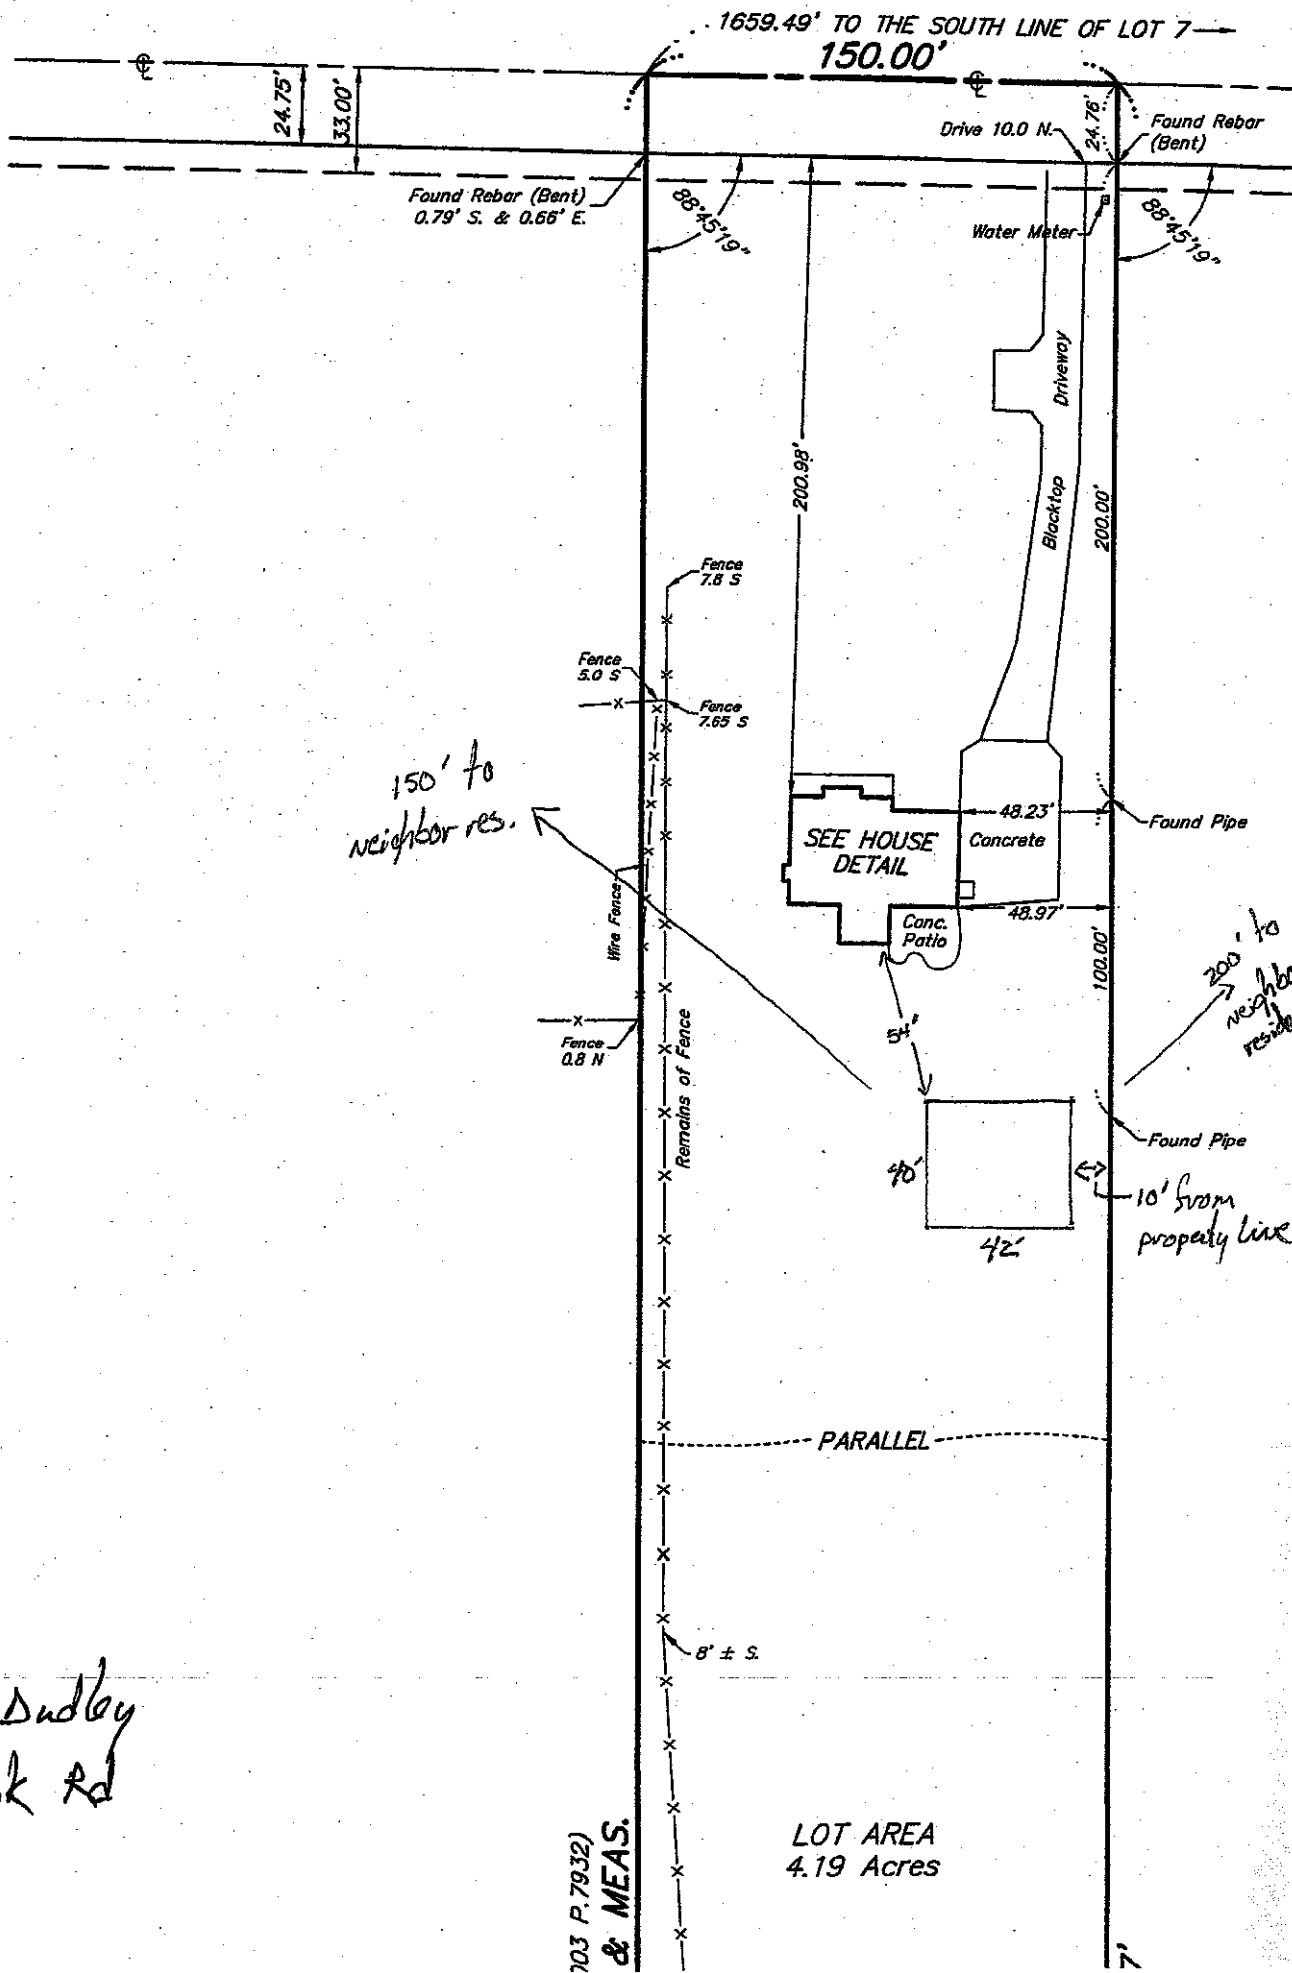 1659.49' TO THE SOUTH LINE OF LOT 7
150.00'
24.75'
33.00'
Drive 10.0 N.
24.76'
Found Rebar
(Bent)
Found Rebar (Bent)
0.79' S. & 0.66' E.
88°45'19"
Water Meter
88°45'19"
Driveway
Blacktop
200.98'
200.00'
Fence
7.8 S
Fence
5.0 S
Fence
7.65 S
150' to
neighbor res.
48.23'
Found Pipe
SEE HOUSE
DETAIL
Concrete
Wire Fence
48.97'
Conc.
Patio
100.00'
200' to
54'
Fence
0.8 N
Remains of Fence
Found Pipe
40'
10' from
property line
42'
PARALLEL
8' ± S.
Dudley
k Rd
LOT AREA
4.19 Acres
003 P.7932)
& MEAS.
7'